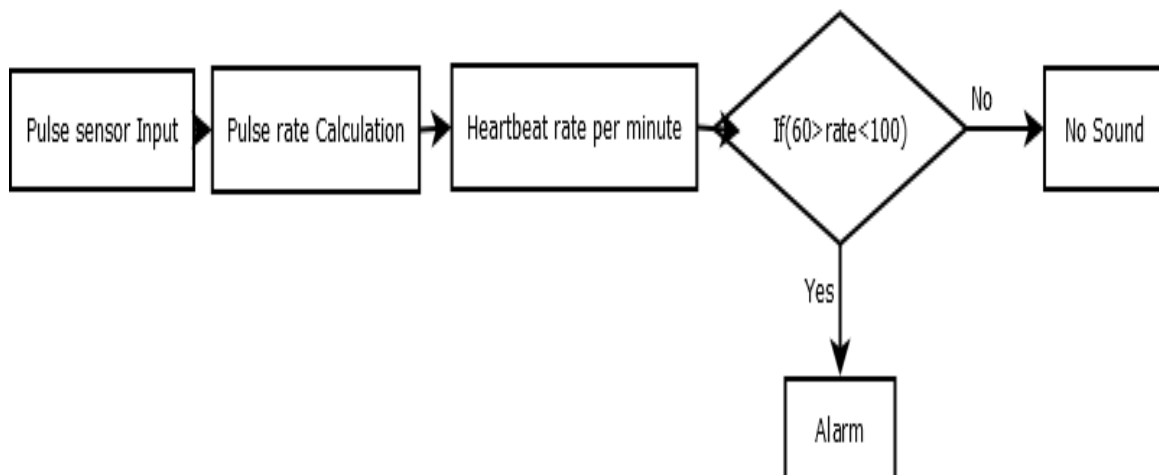 Pulse sensor Input
Pulse rate Calculation
Heartbeat rate per minute
If(60>rate<100)
No
No Sound
Yes
Alarm